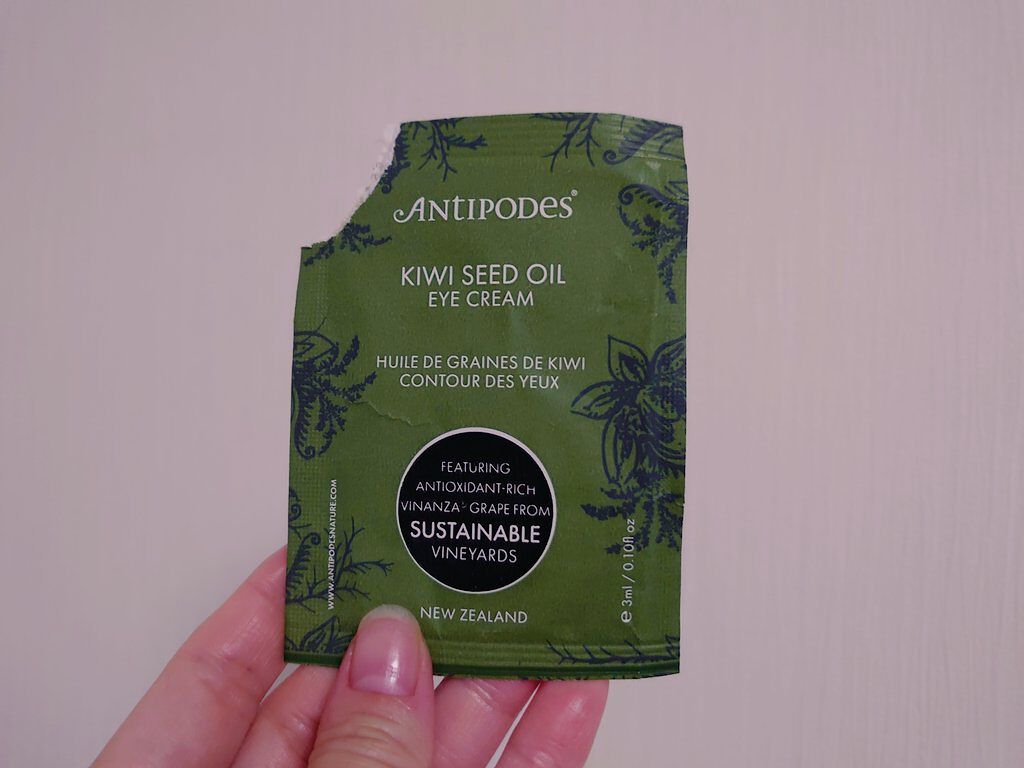 ANTIPODES®
KIWI SEED OIL
EYE CREAM
HUILE DE GRAINES DE KIWI
CONTOUR DES YEUX
FEATURING
ANTIOXIDANT-RICH
VINANZA® GRAPE FROM
SUSTAINABLE
VINEYARDS
NEW ZEALAND
WWW.ANTIPODESNATURE.COM
℮ 3ml / 0.10fl oz